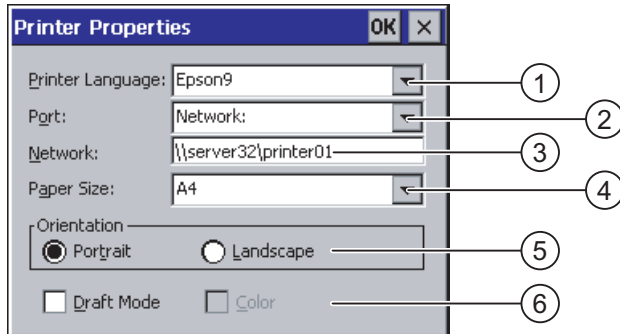 Printer Properties OK ×
Printer Language: Epson9 1
Port: Network: 2
Network: \\server32\printer01 3
Paper Size: A4 4
Orientation
Portrait Landscape 5
Draft Mode Color 6